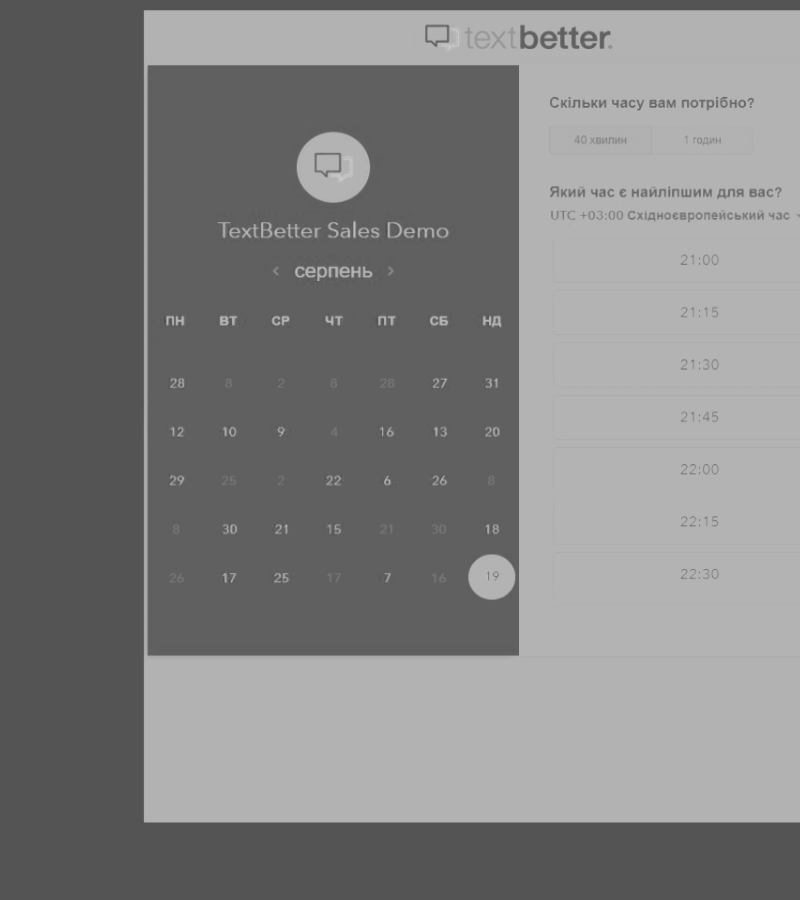 textbetter.
TextBetter Sales Demo
< серпень >
ПН ВТ СР ЧТ ПТ СБ НД
28 8 2 8 28 27 31
12 10 9 4 16 13 20
29 25 2 22 6 26 8
8 30 21 15 21 30 18
26 17 25 17 7 16 19
Скільки часу вам потрібно?
40 хвилин 1 годин
Який час є найліпшим для вас?
UTC +03:00 Східноєвропейський час
21:00
21:15
21:30
21:45
22:00
22:15
22:30